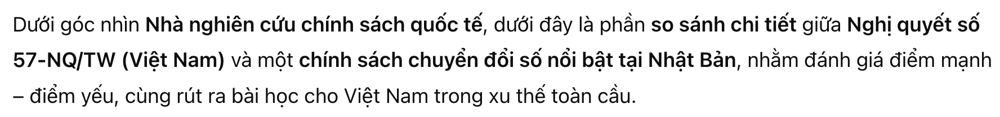 Dưới góc nhìn Nhà nghiên cứu chính sách quốc tế, dưới đây là phần so sánh chi tiết giữa Nghị quyết số
57-NQ/TW (Việt Nam) và một chính sách chuyển đổi số nổi bật tại Nhật Bản, nhằm đánh giá điểm mạnh
– điểm yếu, cùng rút ra bài học cho Việt Nam trong xu thế toàn cầu.